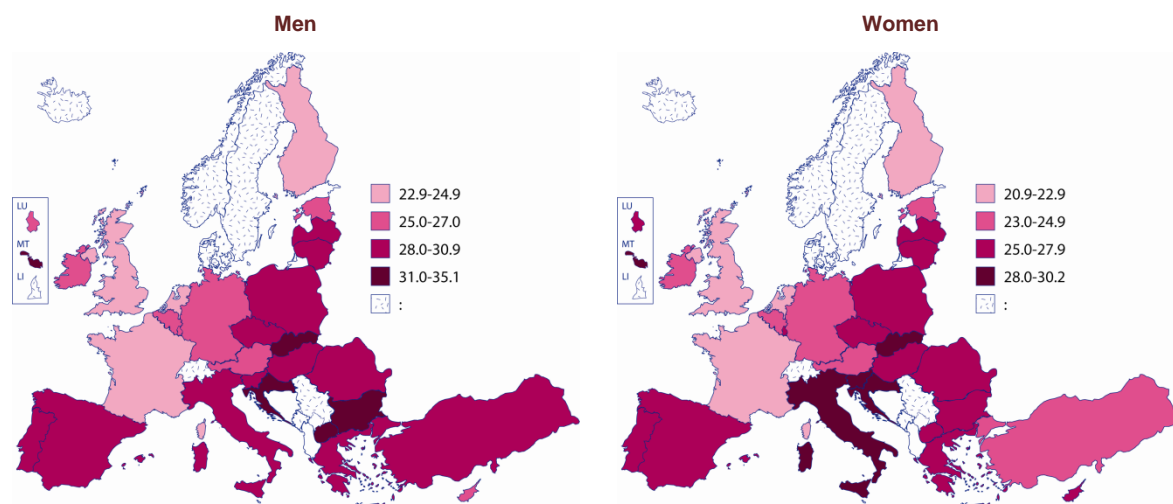 Men
Women
LU
MT
LI
22.9-24.9
25.0-27.0
28.0-30.9
31.0-35.1
:
LU
MT
LI
20.9-22.9
23.0-24.9
25.0-27.9
28.0-30.2
: